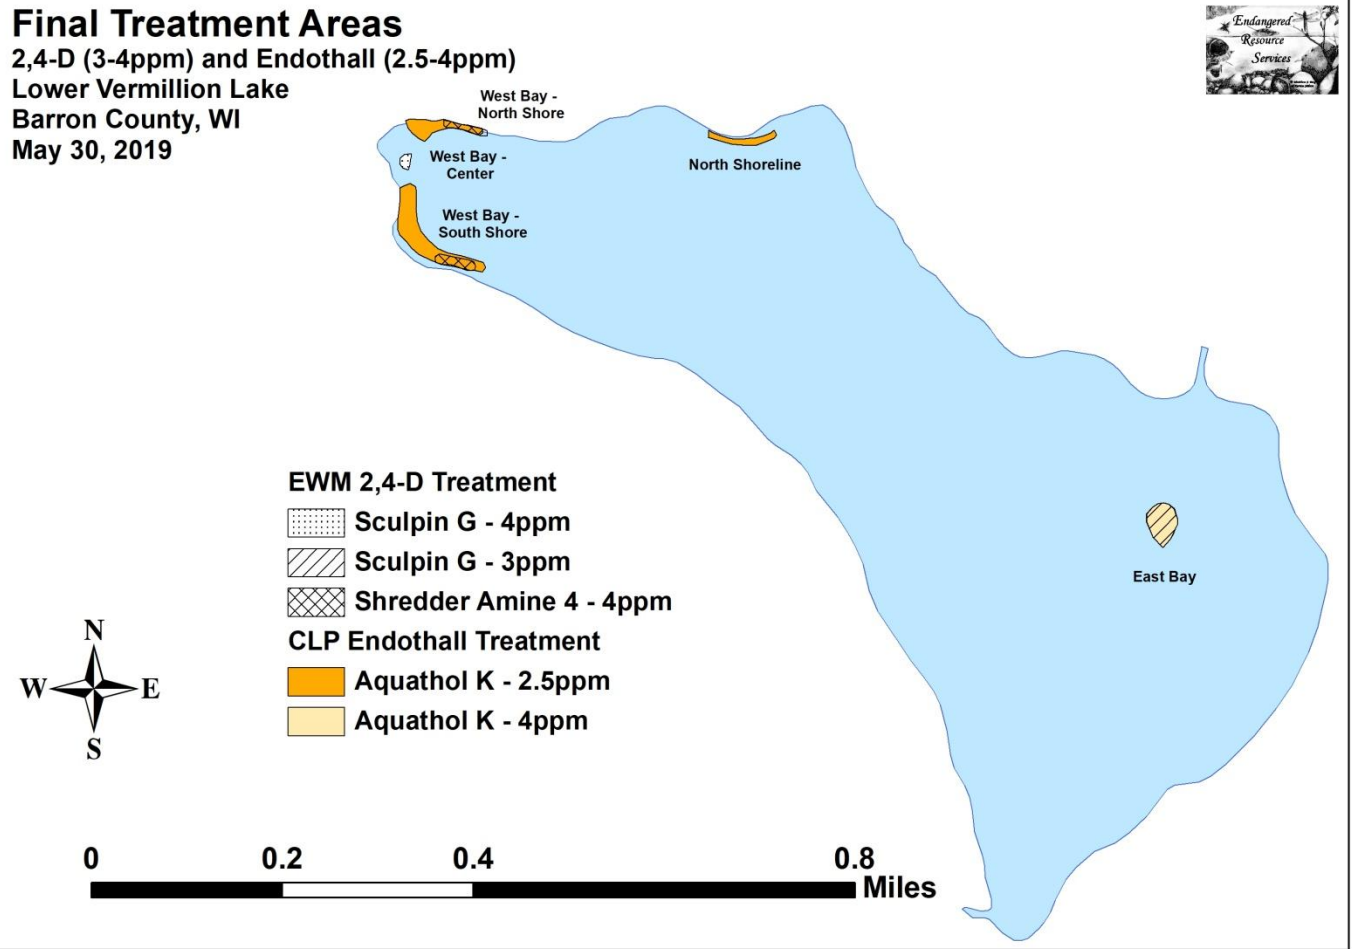 Final Treatment Areas
2,4-D (3-4ppm) and Endothall (2.5-4ppm)
Lower Vermillion Lake
Barron County, WI
May 30, 2019
Endangered
Resource
Services
West Bay -
North Shore
West Bay -
Center
North Shoreline
West Bay -
South Shore
East Bay
EWM 2,4-D Treatment
Sculpin G - 4ppm
Sculpin G - 3ppm
Shredder Amine 4 - 4ppm
CLP Endothall Treatment
Aquathol K - 2.5ppm
Aquathol K - 4ppm
N
W E
S
0 0.2 0.4 0.8
Miles